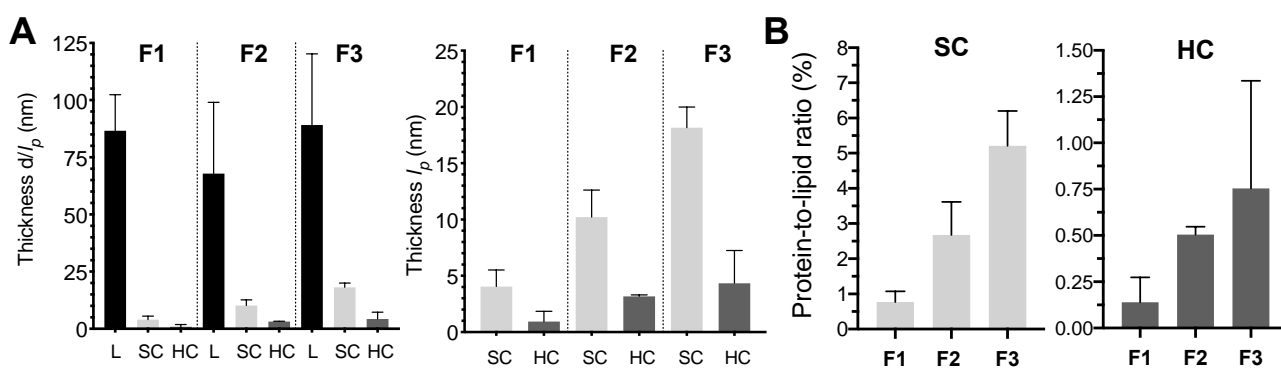 A
F1 F2 F3
Thickness d/lp (nm)
125
100
75
50
25
0
L SC HC L SC HC L SC HC
F1 F2 F3
Thickness lp (nm)
25
20
15
10
5
0
SC HC SC HC SC HC
B
SC
Protein-to-lipid ratio (%)
8
7
6
5
4
3
2
1
0
F1 F2 F3
HC
1.50
1.25
1.00
0.75
0.50
0.25
0.00
F1 F2 F3